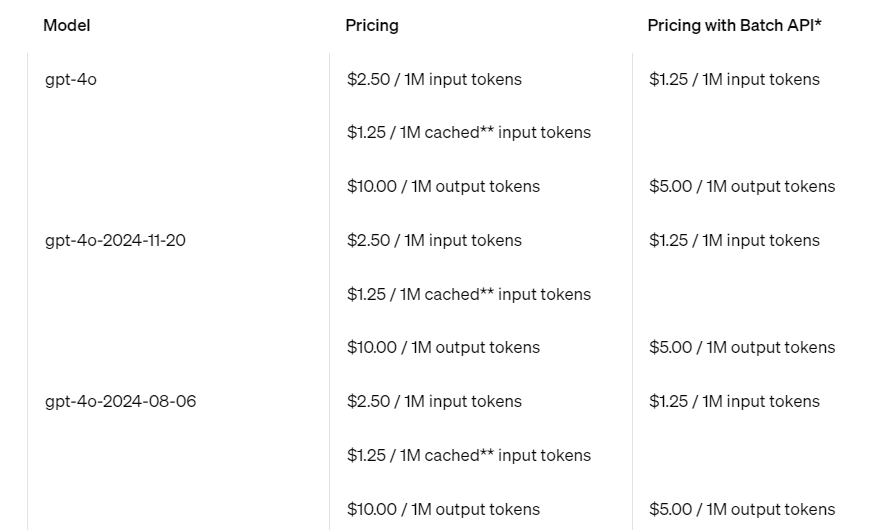 Model Pricing Pricing with Batch API*
gpt-4o $2.50 / 1M input tokens $1.25 / 1M input tokens
$1.25 / 1M cached** input tokens
$10.00 / 1M output tokens $5.00 / 1M output tokens
gpt-4o-2024-11-20 $2.50 / 1M input tokens $1.25 / 1M input tokens
$1.25 / 1M cached** input tokens
$10.00 / 1M output tokens $5.00 / 1M output tokens
gpt-4o-2024-08-06 $2.50 / 1M input tokens $1.25 / 1M input tokens
$1.25 / 1M cached** input tokens
$10.00 / 1M output tokens $5.00 / 1M output tokens